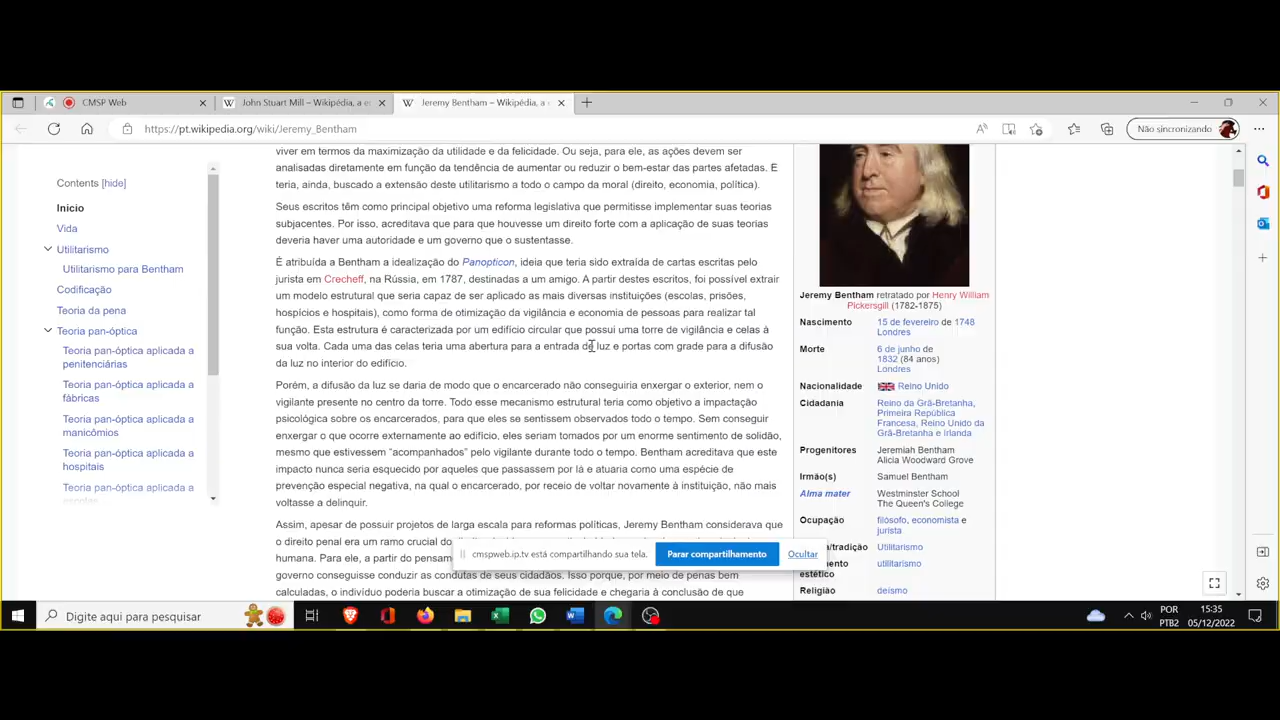 CMSP Web
John Stuart Mill – Wikipédia, a e
Jeremy Bentham – Wikipédia, a
https://pt.wikipedia.org/wiki/Jeremy_Bentham
Não sincronizando
Contents [hide]
Início
Vida
Utilitarismo
Utilitarismo para Bentham
Codificação
Teoria da pena
Teoria pan-óptica
Teoria pan-óptica aplicada a
penitenciárias
Teoria pan-óptica aplicada a
fábricas
Teoria pan-óptica aplicada a
manicômios
Teoria pan-óptica aplicada a
hospitais
Teoria pan-óptica aplicada a
escolas
viver em termos da maximização da utilidade e da felicidade. Ou seja, para ele, as ações devem ser
analisadas diretamente em função da tendência de aumentar ou reduzir o bem-estar das partes afetadas. E
teria, ainda, buscado a extensão deste utilitarismo a todo o campo da moral (direito, economia, política).
Seus escritos têm como principal objetivo uma reforma legislativa que permitisse implementar suas teorias
subjacentes. Por isso, acreditava que para que houvesse um direito forte com a aplicação de suas teorias
deveria haver uma autoridade e um governo que o sustentasse.
É atribuída a Bentham a idealização do Panopticon, ideia que teria sido extraída de cartas escritas pelo
jurista em Crecheff, na Rússia, em 1787, destinadas a um amigo. A partir destes escritos, foi possível extrair
um modelo estrutural que seria capaz de ser aplicado as mais diversas instituições (escolas, prisões,
hospícios e hospitais), como forma de otimização da vigilância e economia de pessoas para realizar tal
função. Esta estrutura é caracterizada por um edifício circular que possui uma torre de vigilância e celas à
sua volta. Cada uma das celas teria uma abertura para a entrada de luz e portas com grade para a difusão
da luz no interior do edifício.
Porém, a difusão da luz se daria de modo que o encarcerado não conseguiria enxergar o exterior, nem o
vigilante presente no centro da torre. Todo esse mecanismo estrutural teria como objetivo a impactação
psicológica sobre os encarcerados, para que eles se sentissem observados todo o tempo. Sem conseguir
enxergar o que ocorre externamente ao edifício, eles seriam tomados por um enorme sentimento de solidão,
mesmo que estivessem “acompanhados” pelo vigilante durante todo o tempo. Bentham acreditava que este
impacto nunca seria esquecido por aqueles que passassem por lá e atuaria como uma espécie de
prevenção especial negativa, na qual o encarcerado, por receio de voltar novamente à instituição, não mais
voltasse a delinquir.
Assim, apesar de possuir projetos de larga escala para reformas políticas, Jeremy Bentham considerava que
o direito penal era um ramo crucial do
humana. Para ele, a partir do pensam
governo conseguisse conduzir as condutas de seus cidadãos. Isso porque, por meio de penas bem
calculadas, o indivíduo poderia buscar a otimização de sua felicidade e chegaria à conclusão de que
Jeremy Bentham retratado por Henry William
Pickersgill (1782-1875)
Nascimento 15 de fevereiro de 1748
Londres
Morte 6 de junho de
1832 (84 anos)
Londres
Nacionalidade Reino Unido
Cidadania Reino da Grã-Bretanha,
Primeira República
Francesa, Reino Unido da
Grã-Bretanha e Irlanda
Progenitores Jeremiah Bentham
Alicia Woodward Grove
Irmão(s) Samuel Bentham
Alma mater Westminster School
The Queen's College
Ocupação filósofo, economista e
jurista
a/tradição Utilitarismo
ento utilitarismo
estético
Religião deísmo
cmspweb.ip.tv está compartilhando sua tela.
Parar compartilhamento
Ocultar
Digite aqui para pesquisar
POR
PTB2
15:35
05/12/2022